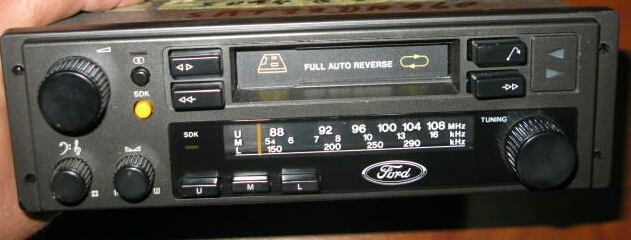 FULL AUTO REVERSE
SDK
SDK
U 88 92 96 100 104 108 MHz
M 54 6 7 8 10 13 16 kHz
L 150 200 250 290 kHz
TUNING
U M L
Ford